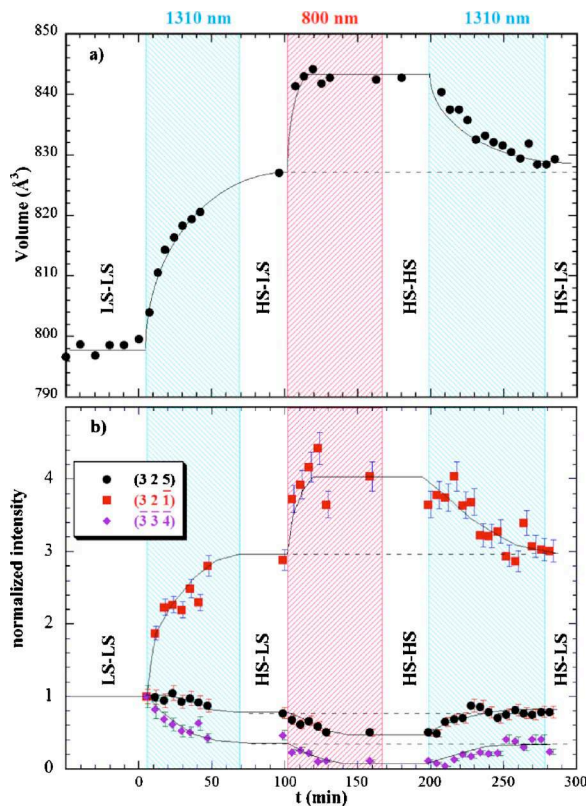 1310 nm 800 nm 1310 nm
a)
850
840
830
820
810
800
790
Volume (Å³)
LS-LS
HS-LS
HS-HS
HS-LS
b)
(3 2 5)
(3 2 1̄)
(3̄ 3̄ 4)
4
3
2
1
0
normalized intensity
LS-LS
HS-LS
HS-HS
HS-LS
0 50 100 150 200 250 300
t (min)